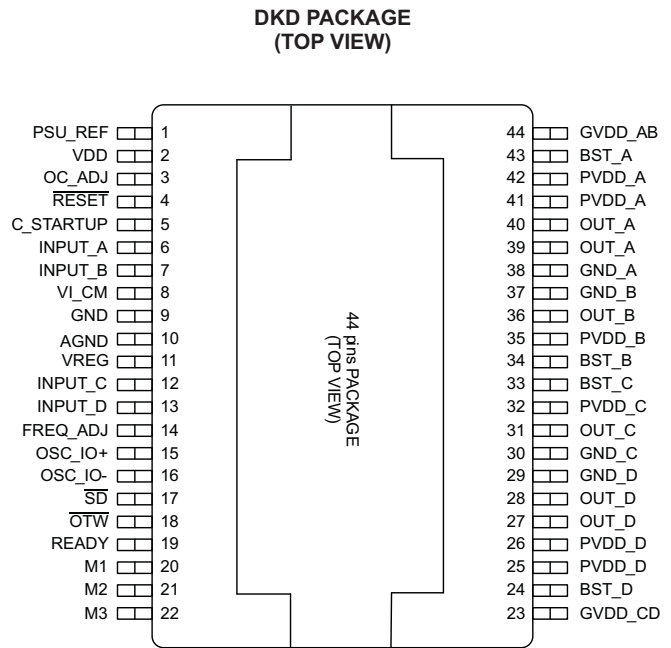 DKD PACKAGE
(TOP VIEW)
PSU_REF 1
VDD 2
OC_ADJ 3
RESET 4
C_STARTUP 5
INPUT_A 6
INPUT_B 7
VI_CM 8
GND 9
AGND 10
VREG 11
INPUT_C 12
INPUT_D 13
FREQ_ADJ 14
OSC_IO+ 15
OSC_IO- 16
SD 17
OTW 18
READY 19
M1 20
M2 21
M3 22
44 pins PACKAGE
(TOP VIEW)
44 GVDD_AB
43 BST_A
42 PVDD_A
41 PVDD_A
40 OUT_A
39 OUT_A
38 GND_A
37 GND_B
36 OUT_B
35 PVDD_B
34 BST_B
33 BST_C
32 PVDD_C
31 OUT_C
30 GND_C
29 GND_D
28 OUT_D
27 OUT_D
26 PVDD_D
25 PVDD_D
24 BST_D
23 GVDD_CD